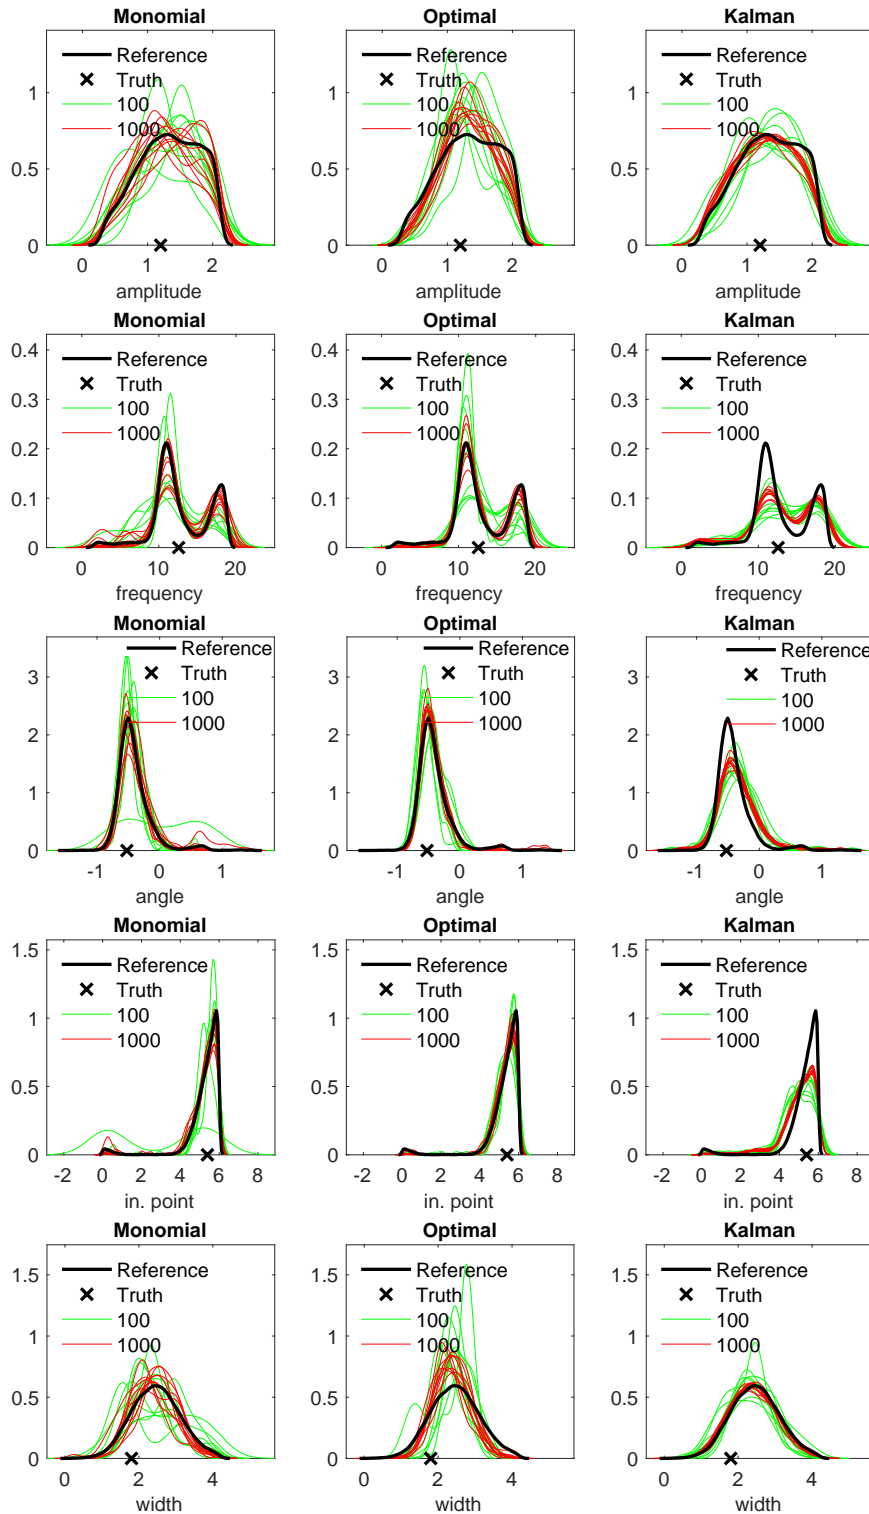 Monomial Optimal Kalman
Reference Reference Reference
Truth Truth Truth
1 100 1 100 1 100
1000 1000 1000
0.5 0.5 0.5
0 0 0
0 1 2 0 1 2 0 1 2
amplitude amplitude amplitude
Monomial Optimal Kalman
0.4 Reference 0.4 Reference 0.4 Reference
Truth Truth Truth
0.3 100 0.3 100 0.3 100
1000 1000 1000
0.2 0.2 0.2
0.1 0.1 0.1
0 0 0
0 10 20 0 10 20 0 10 20
frequency frequency frequency
Monomial Optimal Kalman
Reference Reference Reference
3 Truth 3 Truth 3 Truth
100 100 100
1000 1000 1000
2 2 2
1 1 1
0 0 0
-1 0 1 -1 0 1 -1 0 1
angle angle angle
Monomial Optimal Kalman
1.5 Reference 1.5 Reference 1.5 Reference
Truth Truth Truth
1 100 1 100 1 100
1000 1000 1000
0.5 0.5 0.5
0 0 0
-2 0 2 4 6 8 -2 0 2 4 6 8 -2 0 2 4 6 8
in. point in. point in. point
Monomial Optimal Kalman
Reference Reference Reference
1.5 Truth 1.5 Truth 1.5 Truth
100 100 100
1 1000 1 1000 1 1000
0.5 0.5 0.5
0 0 0
0 2 4 0 2 4 0 2 4
width width width